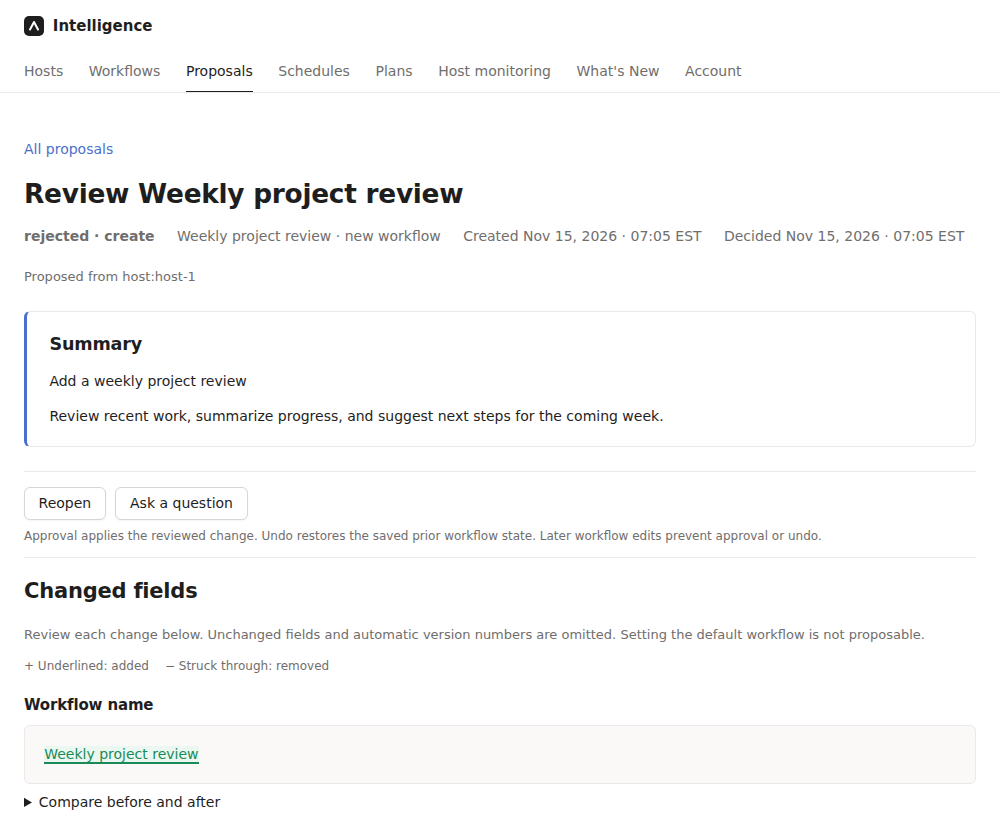 Intelligence
Hosts Workflows Proposals Schedules Plans Host monitoring What's New Account
All proposals
Review Weekly project review
rejected · create Weekly project review · new workflow Created Nov 15, 2026 · 07:05 EST Decided Nov 15, 2026 · 07:05 EST
Proposed from host:host-1
Summary
Add a weekly project review
Review recent work, summarize progress, and suggest next steps for the coming week.
Reopen Ask a question
Approval applies the reviewed change. Undo restores the saved prior workflow state. Later workflow edits prevent approval or undo.
Changed fields
Review each change below. Unchanged fields and automatic version numbers are omitted. Setting the default workflow is not proposable.
+ Underlined: added − Struck through: removed
Workflow name
Weekly project review
Compare before and after